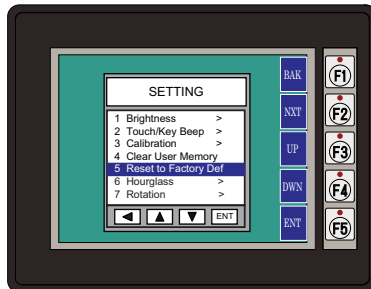 SETTING
1 Brightness >
2 Touch/Key Beep >
3 Calibration >
4 Clear User Memory
5 Reset to Factory Def
6 Hourglass >
7 Rotation >
ENT
BAK
NXT
UP
DWN
ENT
F1
F2
F3
F4
F5